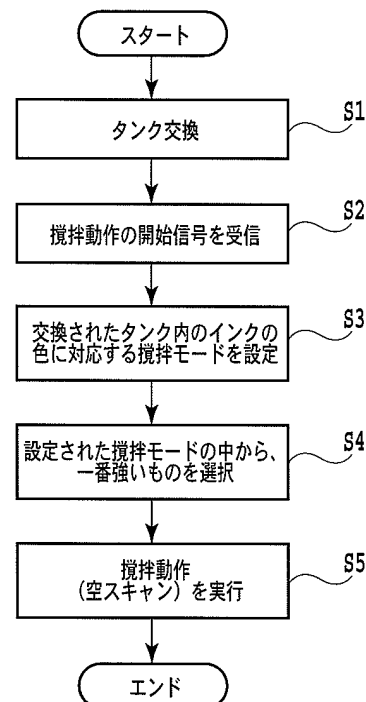 スタート
S1
タンク交換
S2
撹拌動作の開始信号を受信
S3
交換されたタンク内のインクの
色に対応する撹拌モードを設定
S4
設定された撹拌モードの中から、
一番強いものを選択
S5
撹拌動作
(空スキャン)を実行
エンド